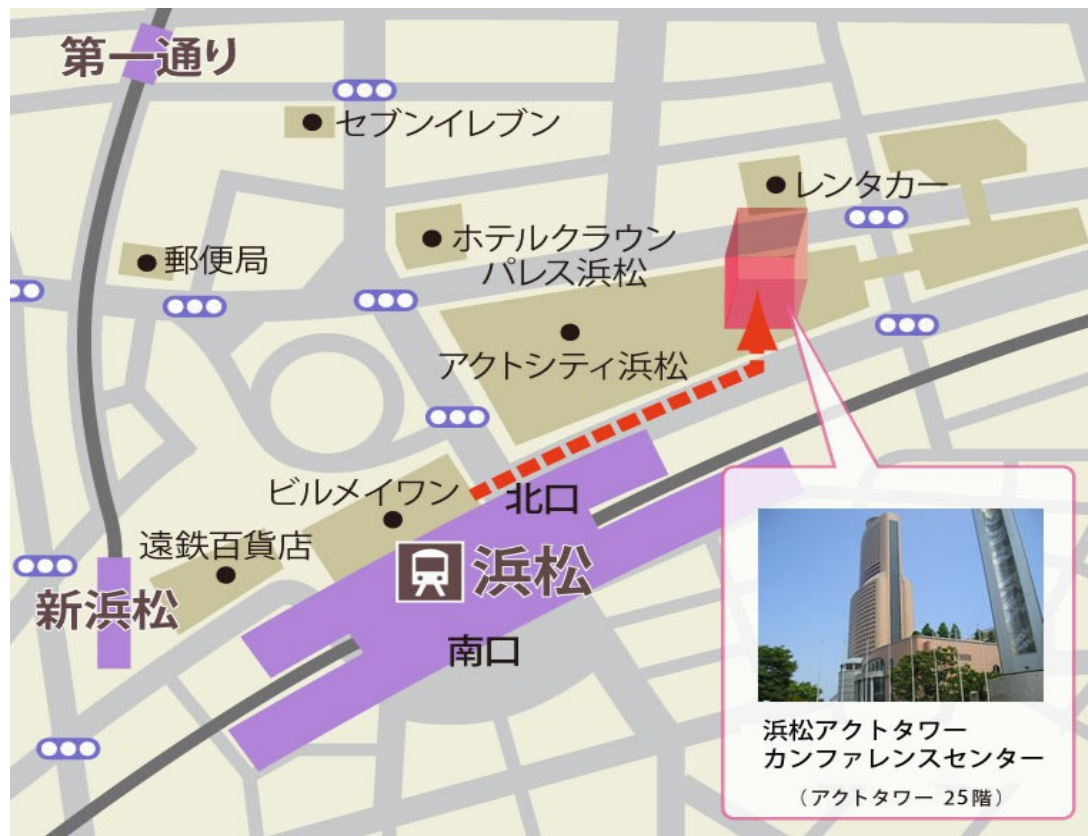 第一通り
セブンイレブン
レンタカー
ホテルクラウン
パレス浜松
郵便局
アクトシティ浜松
ビルメイワン
北口
遠鉄百貨店
浜松
新浜松
南口
浜松アクトタワー
カンファレンスセンター
（アクトタワー 25階）